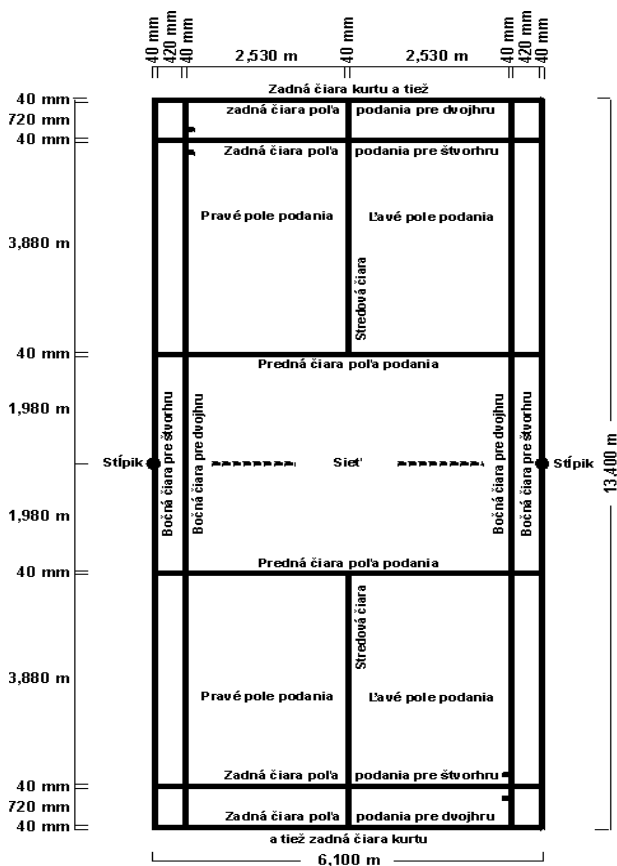 40 mm 420 mm 40 mm 2,530 m 40 mm 2,530 m 40 mm 420 mm 40 mm
Zadná čiara kurtu a tiež
40 mm
zadná čiara poľa podania pre dvojhru
720 mm
40 mm
Zadná čiara poľa podania pre štvorhru
Pravé pole podania Ľavé pole podania
3,880 m
Stredová čiara
40 mm
Predná čiara poľa podania
1,980 m
Bočná čiara pre štvorhru
Bočná čiara pre dvojhru
Bočná čiara pre dvojhru
Bočná čiara pre štvorhru
Stĺpik Sieť Stĺpik
13,400 m
1,980 m
40 mm
Predná čiara poľa podania
Stredová čiara
3,880 m
Pravé pole podania Ľavé pole podania
Zadná čiara poľa podania pre štvorhru
40 mm
720 mm
Zadná čiara poľa podania pre dvojhru
40 mm
a tiež zadná čiara kurtu
6,100 m